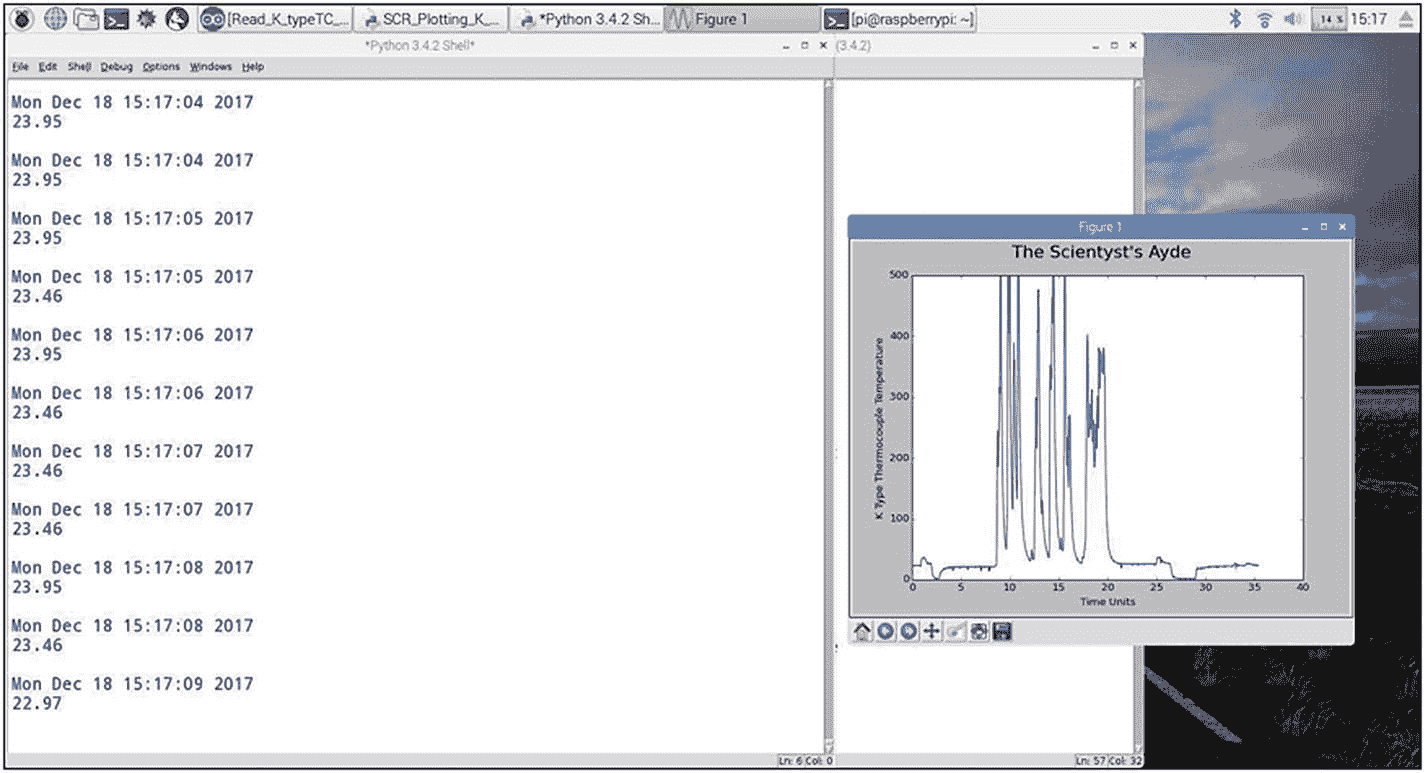 [Read_K_typeTC_... SCR_Plotting_K_... *Python 3.4.2 Sh... Figure 1 [pi@raspberrypi: ~] 14 % 15:17
*Python 3.4.2 Shell* (3.4.2)
File Edit Shell Debug Options Windows Help
Mon Dec 18 15:17:04 2017
23.95
Mon Dec 18 15:17:04 2017
23.95
Mon Dec 18 15:17:05 2017
23.95
Mon Dec 18 15:17:05 2017
23.46
Mon Dec 18 15:17:06 2017
23.95
Mon Dec 18 15:17:06 2017
23.46
Mon Dec 18 15:17:07 2017
23.46
Mon Dec 18 15:17:07 2017
23.46
Mon Dec 18 15:17:08 2017
23.95
Mon Dec 18 15:17:08 2017
23.46
Mon Dec 18 15:17:09 2017
22.97
Ln: 6 Col: 0
Ln: 57 Col: 32
Figure 1
The Scientyst's Ayde
K Type Thermocouple Temperature
500
400
300
200
100
0
0 5 10 15 20 25 30 35 40
Time Units